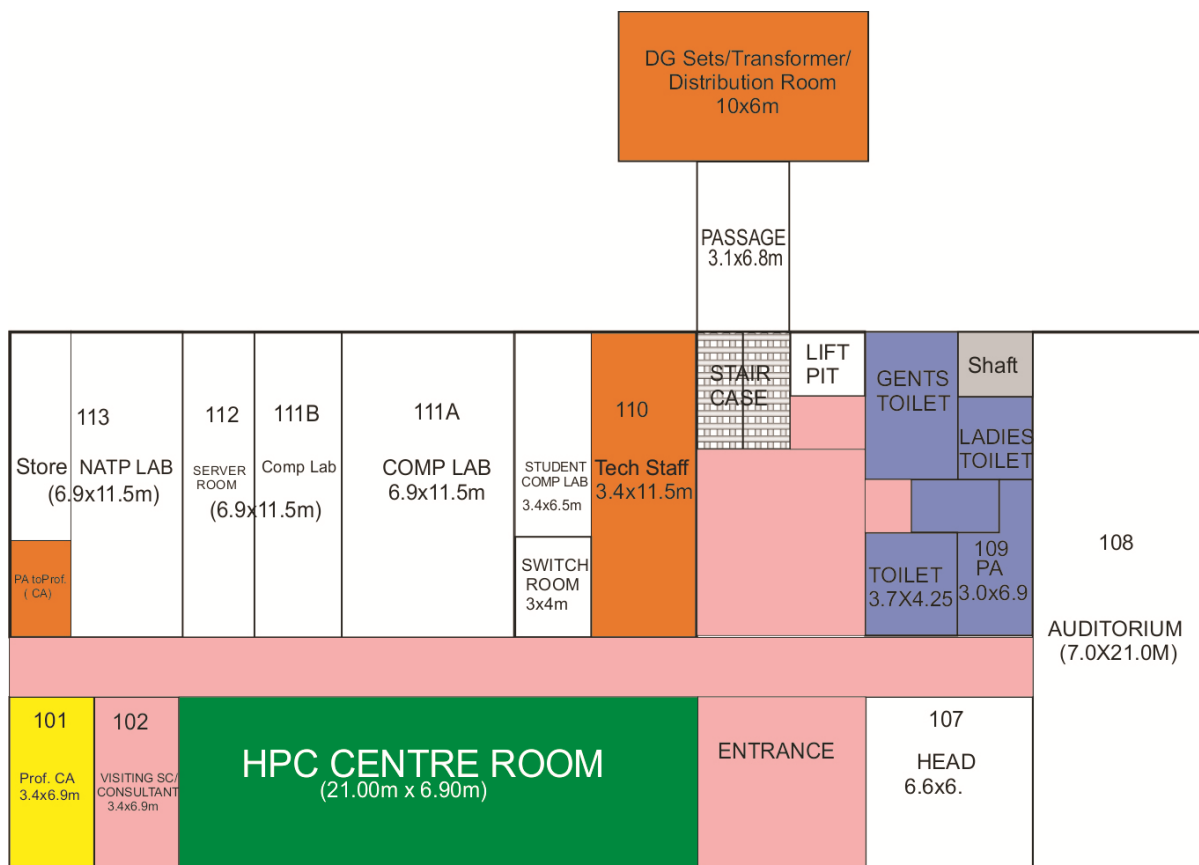 DG Sets/Transformer/
Distribution Room
10x6m
PASSAGE
3.1x6.8m
113
Store
NATP LAB
(6.9x11.5m)
PA toProf.
( CA)
112
SERVER
ROOM
111B
Comp Lab
(6.9x11.5m)
111A
COMP LAB
6.9x11.5m
STUDENT
COMP LAB
3.4x6.5m
SWITCH
ROOM
3x4m
110
Tech Staff
3.4x11.5m
STAIR
CASE
LIFT
PIT
GENTS
TOILET
Shaft
LADIES
TOILET
TOILET
3.7X4.25
109
PA
3.0x6.9
108
AUDITORIUM
(7.0X21.0M)
101
Prof. CA
3.4x6.9m
102
VISITING SC/
CONSULTANT
3.4x6.9m
HPC CENTRE ROOM
(21.00m x 6.90m)
ENTRANCE
107
HEAD
6.6x6.